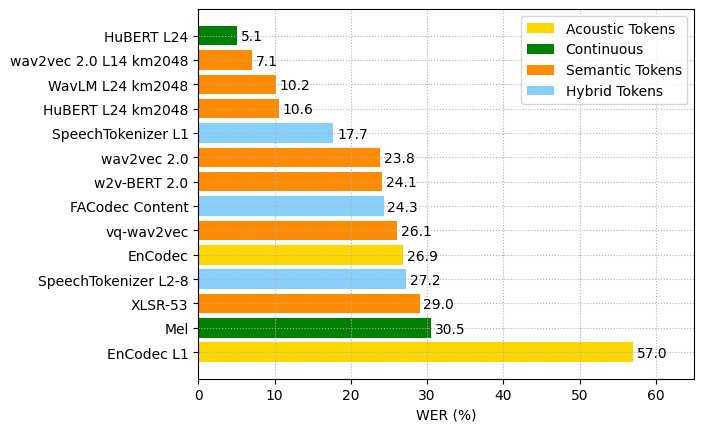 HuBERT L24 5.1
wav2vec 2.0 L14 km2048 7.1
WavLM L24 km2048 10.2
HuBERT L24 km2048 10.6
SpeechTokenizer L1 17.7
wav2vec 2.0 23.8
w2v-BERT 2.0 24.1
FACodec Content 24.3
vq-wav2vec 26.1
EnCodec 26.9
SpeechTokenizer L2-8 27.2
XLSR-53 29.0
Mel 30.5
EnCodec L1 57.0
Acoustic Tokens
Continuous
Semantic Tokens
Hybrid Tokens
0 10 20 30 40 50 60
WER (%)